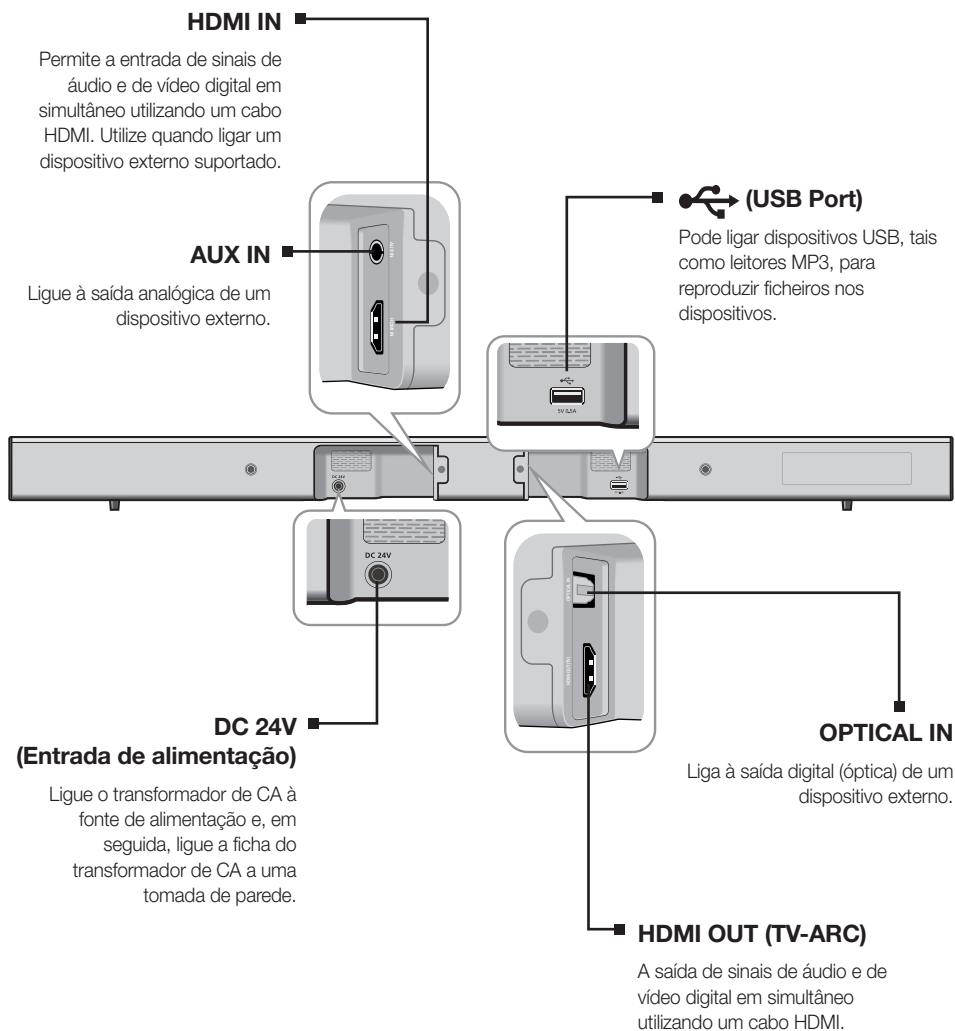 HDMI IN
Permite a entrada de sinais de
áudio e de vídeo digital em
simultâneo utilizando um cabo
HDMI. Utilize quando ligar um
dispositivo externo suportado.
AUX IN
Ligue à saída analógica de um
dispositivo externo.
(USB Port)
Pode ligar dispositivos USB, tais
como leitores MP3, para
reproduzir ficheiros nos
dispositivos.
5V 0.5A
DC 24V
DC 24V
OPTICAL IN
DC 24V
(Entrada de alimentação)
Ligue o transformador de CA à
fonte de alimentação e, em
seguida, ligue a ficha do
transformador de CA a uma
tomada de parede.
OPTICAL IN
Liga à saída digital (óptica) de um
dispositivo externo.
HDMI OUT (TV-ARC)
A saída de sinais de áudio e de
vídeo digital em simultâneo
utilizando um cabo HDMI.